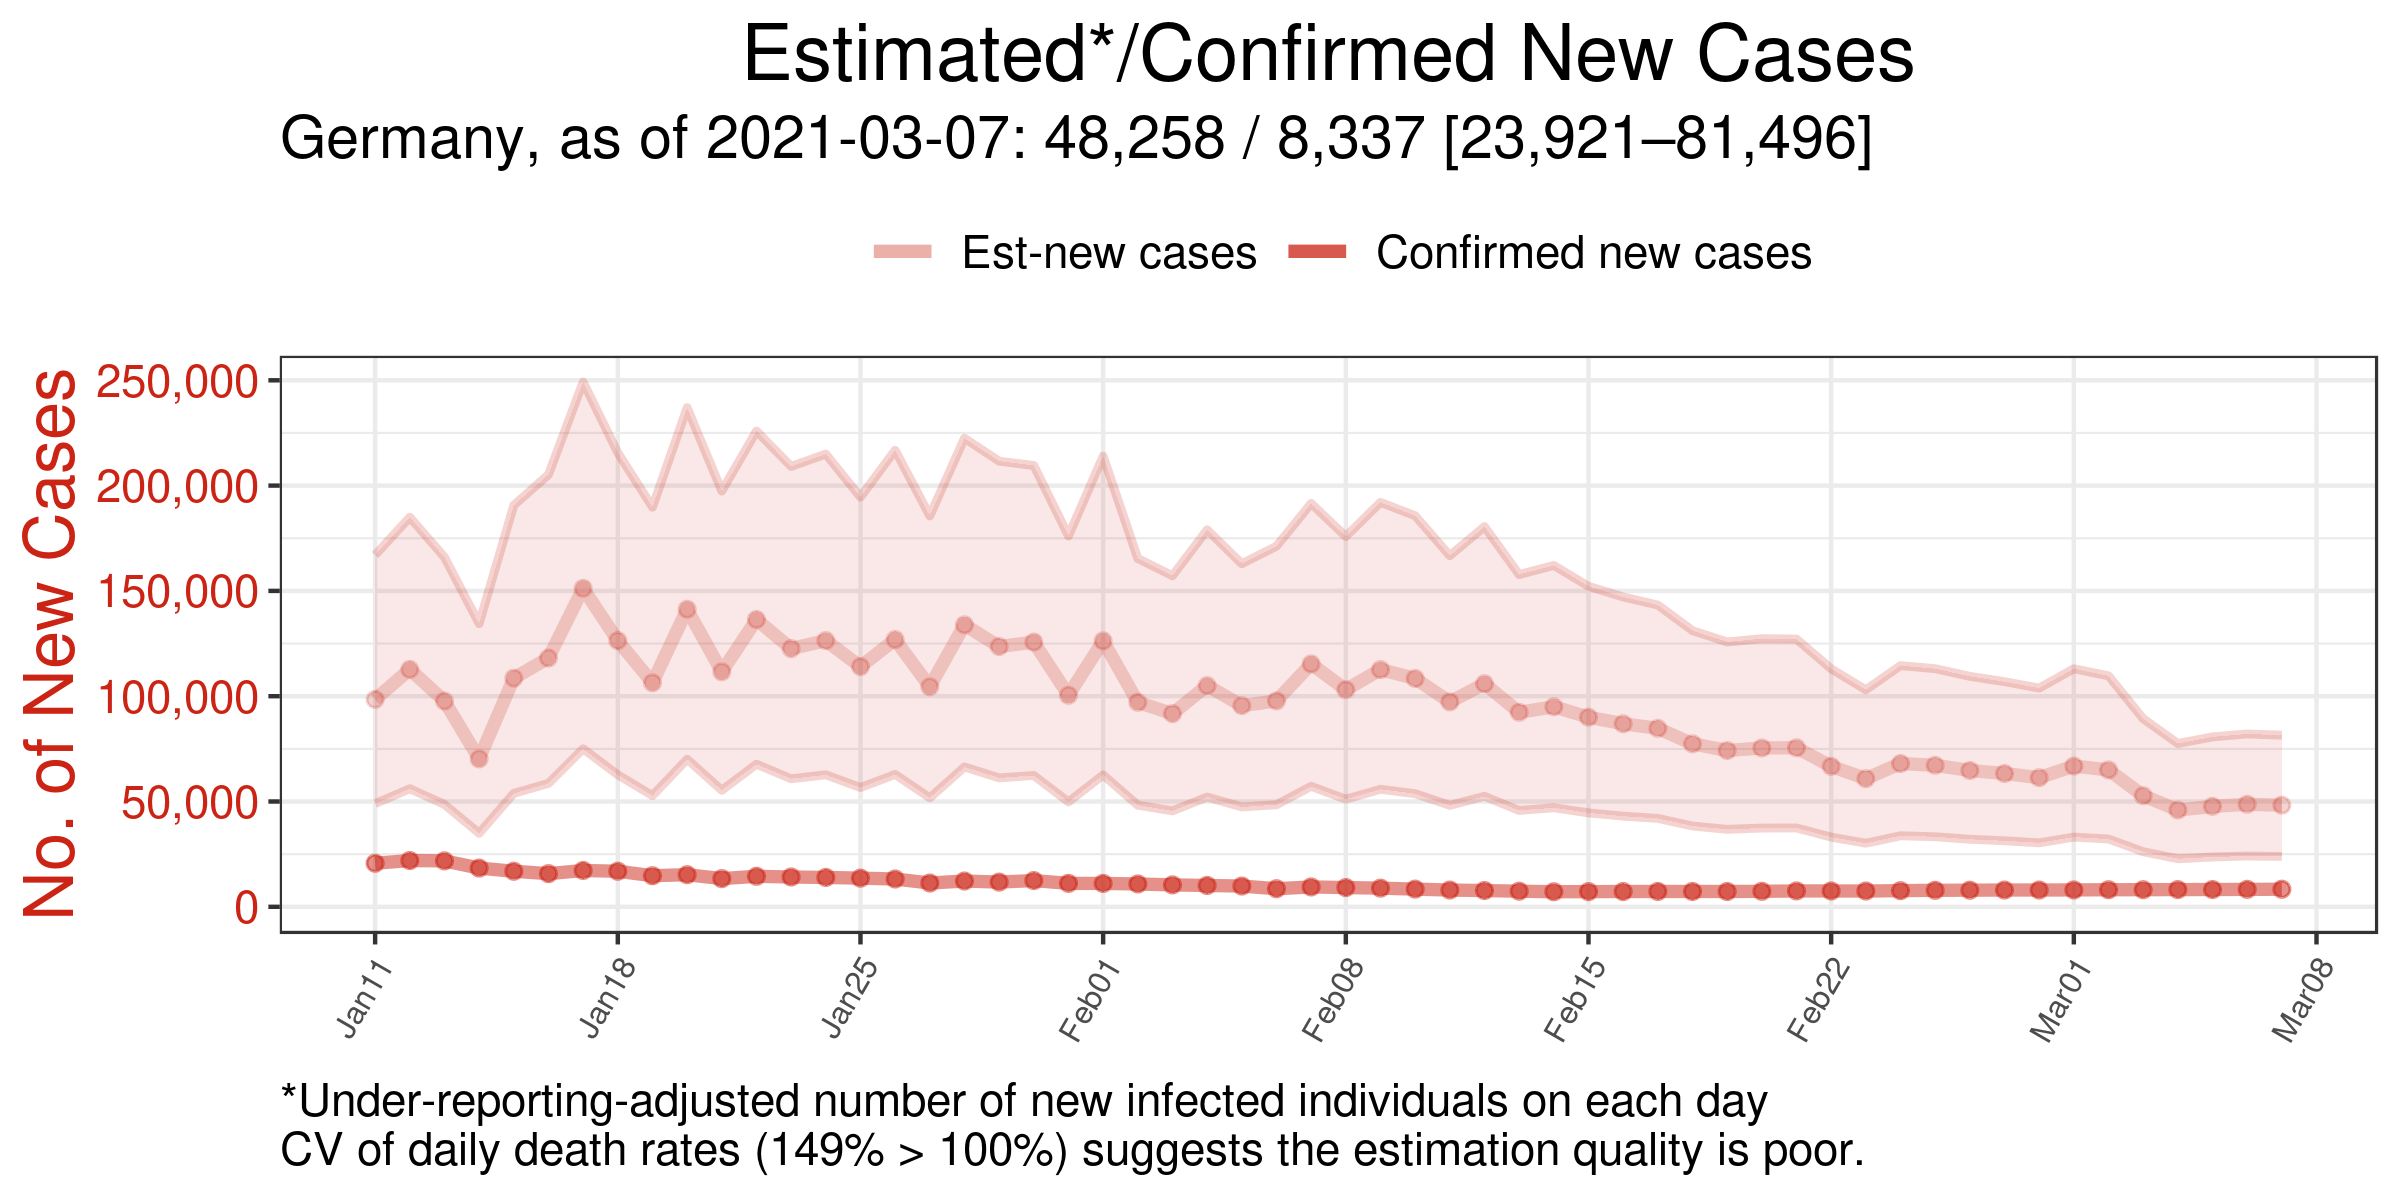 Estimated*/Confirmed New Cases
Germany, as of 2021-03-07: 48,258 / 8,337 [23,921–81,496]
Est-new cases
Confirmed new cases
No. of New Cases
250,000
200,000
150,000
100,000
50,000
0
Jan11
Jan18
Jan25
Feb01
Feb08
Feb15
Feb22
Mar01
Mar08
*Under-reporting-adjusted number of new infected individuals on each day
CV of daily death rates (149% > 100%) suggests the estimation quality is poor.